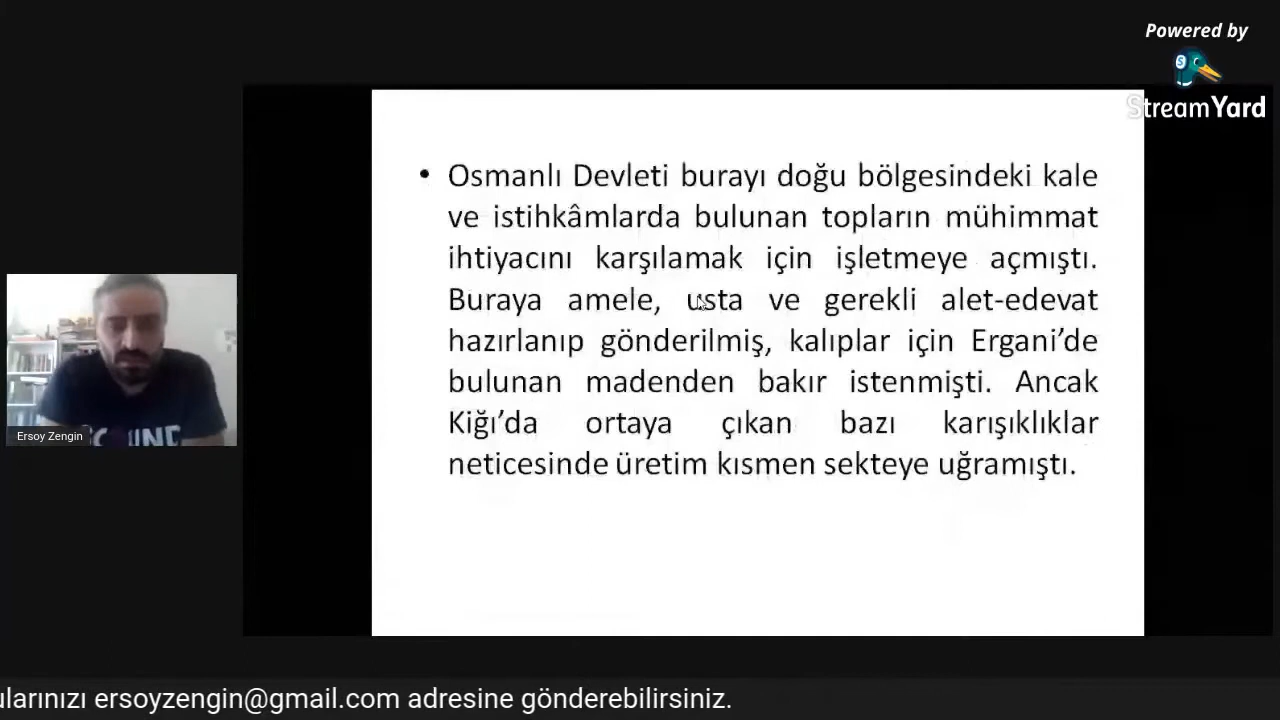 Powered by
StreamYard
• Osmanlı Devleti burayı doğu bölgesindeki kale
ve istihkâmlarda bulunan topların mühimmat
ihtiyacını karşılamak için işletmeye açmıştı.
Buraya amele, usta ve gerekli alet-edevat
hazırlanıp gönderilmiş, kalıplar için Ergani’de
bulunan madenden bakır istenmişti. Ancak
Kiğı’da ortaya çıkan bazı karışıklıklar
neticesinde üretim kısmen sekteye uğramıştı.
Ersoy Zengin
ularınızı ersoyzengin@gmail.com adresine gönderebilirsiniz.